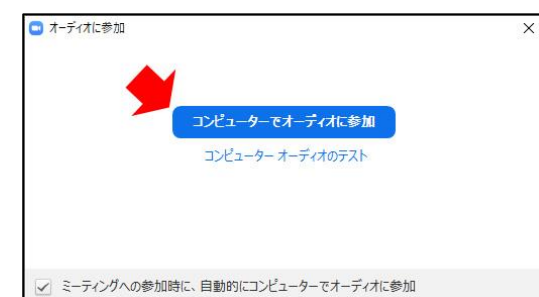 オーディオに参加
コンピューターでオーディオに参加
コンピューター オーディオのテスト
ミーティングへの参加時に、自動的にコンピューターでオーディオに参加